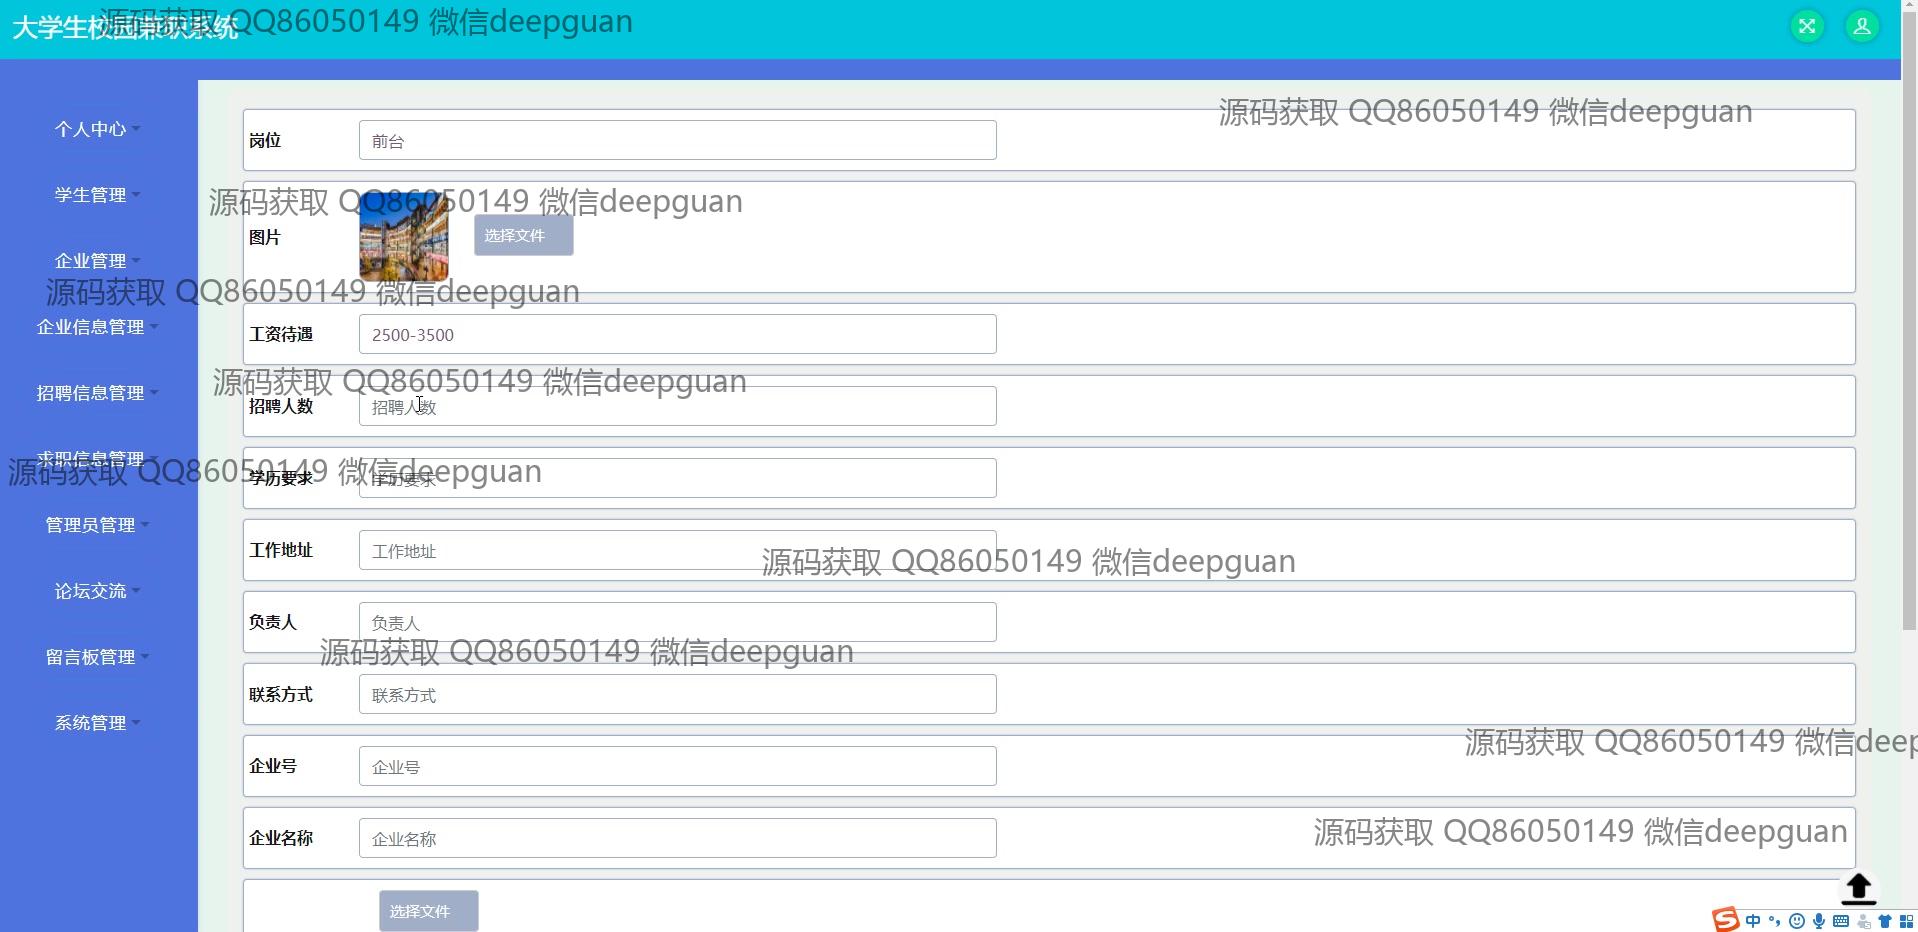 大学生校园兼职系统
源码获取 QQ86050149 微信deepguan
源码获取 QQ86050149 微信deepguan
个人中心
岗位
前台
学生管理
源码获取 QQ86050149 微信deepguan
图片
选择文件
企业管理
源码获取 QQ86050149 微信deepguan
企业信息管理
工资待遇
2500-3500
源码获取 QQ86050149 微信deepguan
招聘信息管理
招聘人数
招聘人数
求职信息管理
源码获取 QQ86050149 微信deepguan
学历要求
学历要求
管理员管理
工作地址
工作地址
源码获取 QQ86050149 微信deepguan
论坛交流
负责人
负责人
留言板管理
源码获取 QQ86050149 微信deepguan
联系方式
联系方式
系统管理
源码获取 QQ86050149 微信deep
企业号
企业号
企业名称
企业名称
源码获取 QQ86050149 微信deepguan
选择文件
中